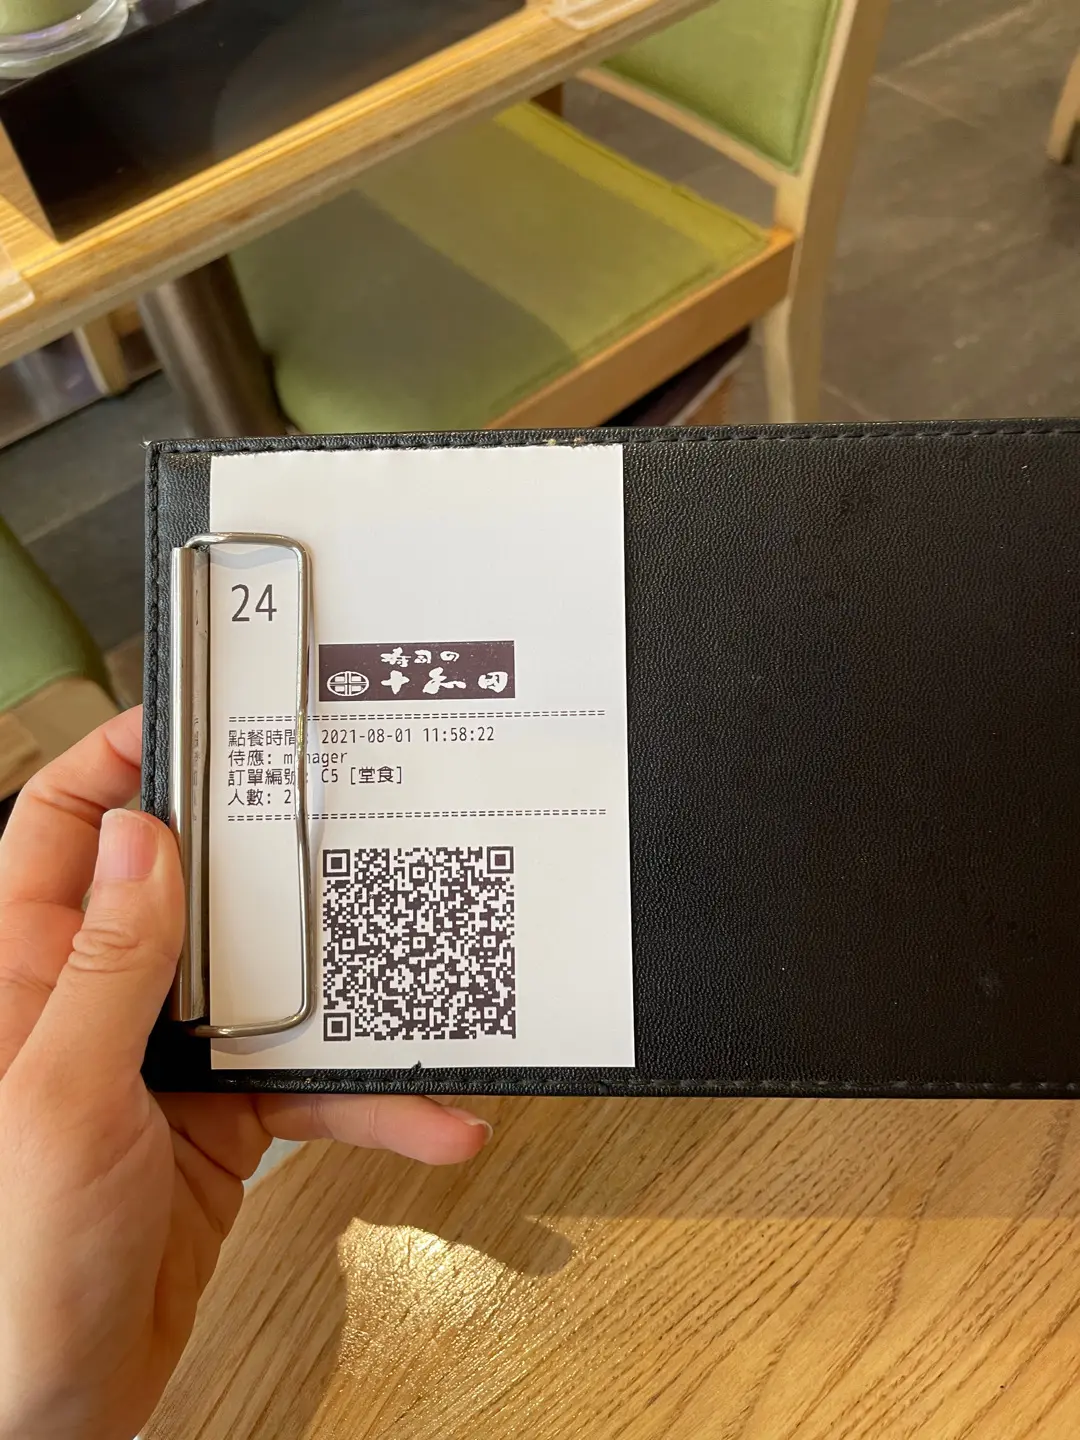 24
寿司の
十和田
點餐時間: 2021-08-01 11:58:22
侍應: manager
訂單編號: C5 [堂食]
人數: 2